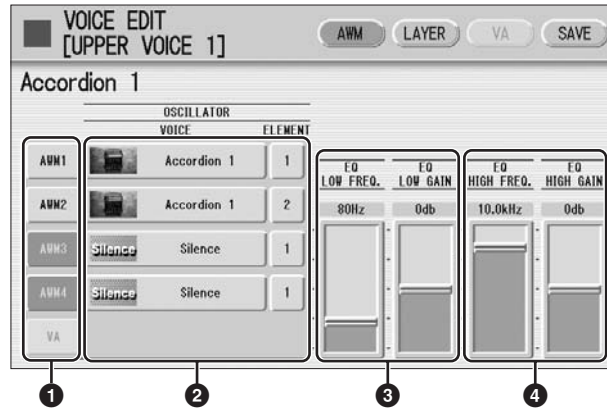 VOICE EDIT
[UPPER VOICE 1]
AWM LAYER VA SAVE
Accordion 1
OSCILLATOR
VOICE ELEMENT
AWM1 Accordion 1 1
AWM2 Accordion 1 2
AWM3 Silence Silence 1
AWM4 Silence Silence 1
VA
EQ LOW FREQ. EQ LOW GAIN EQ HIGH FREQ. EQ HIGH GAIN
80Hz 0db 10.0kHz 0db
1 2 3 4